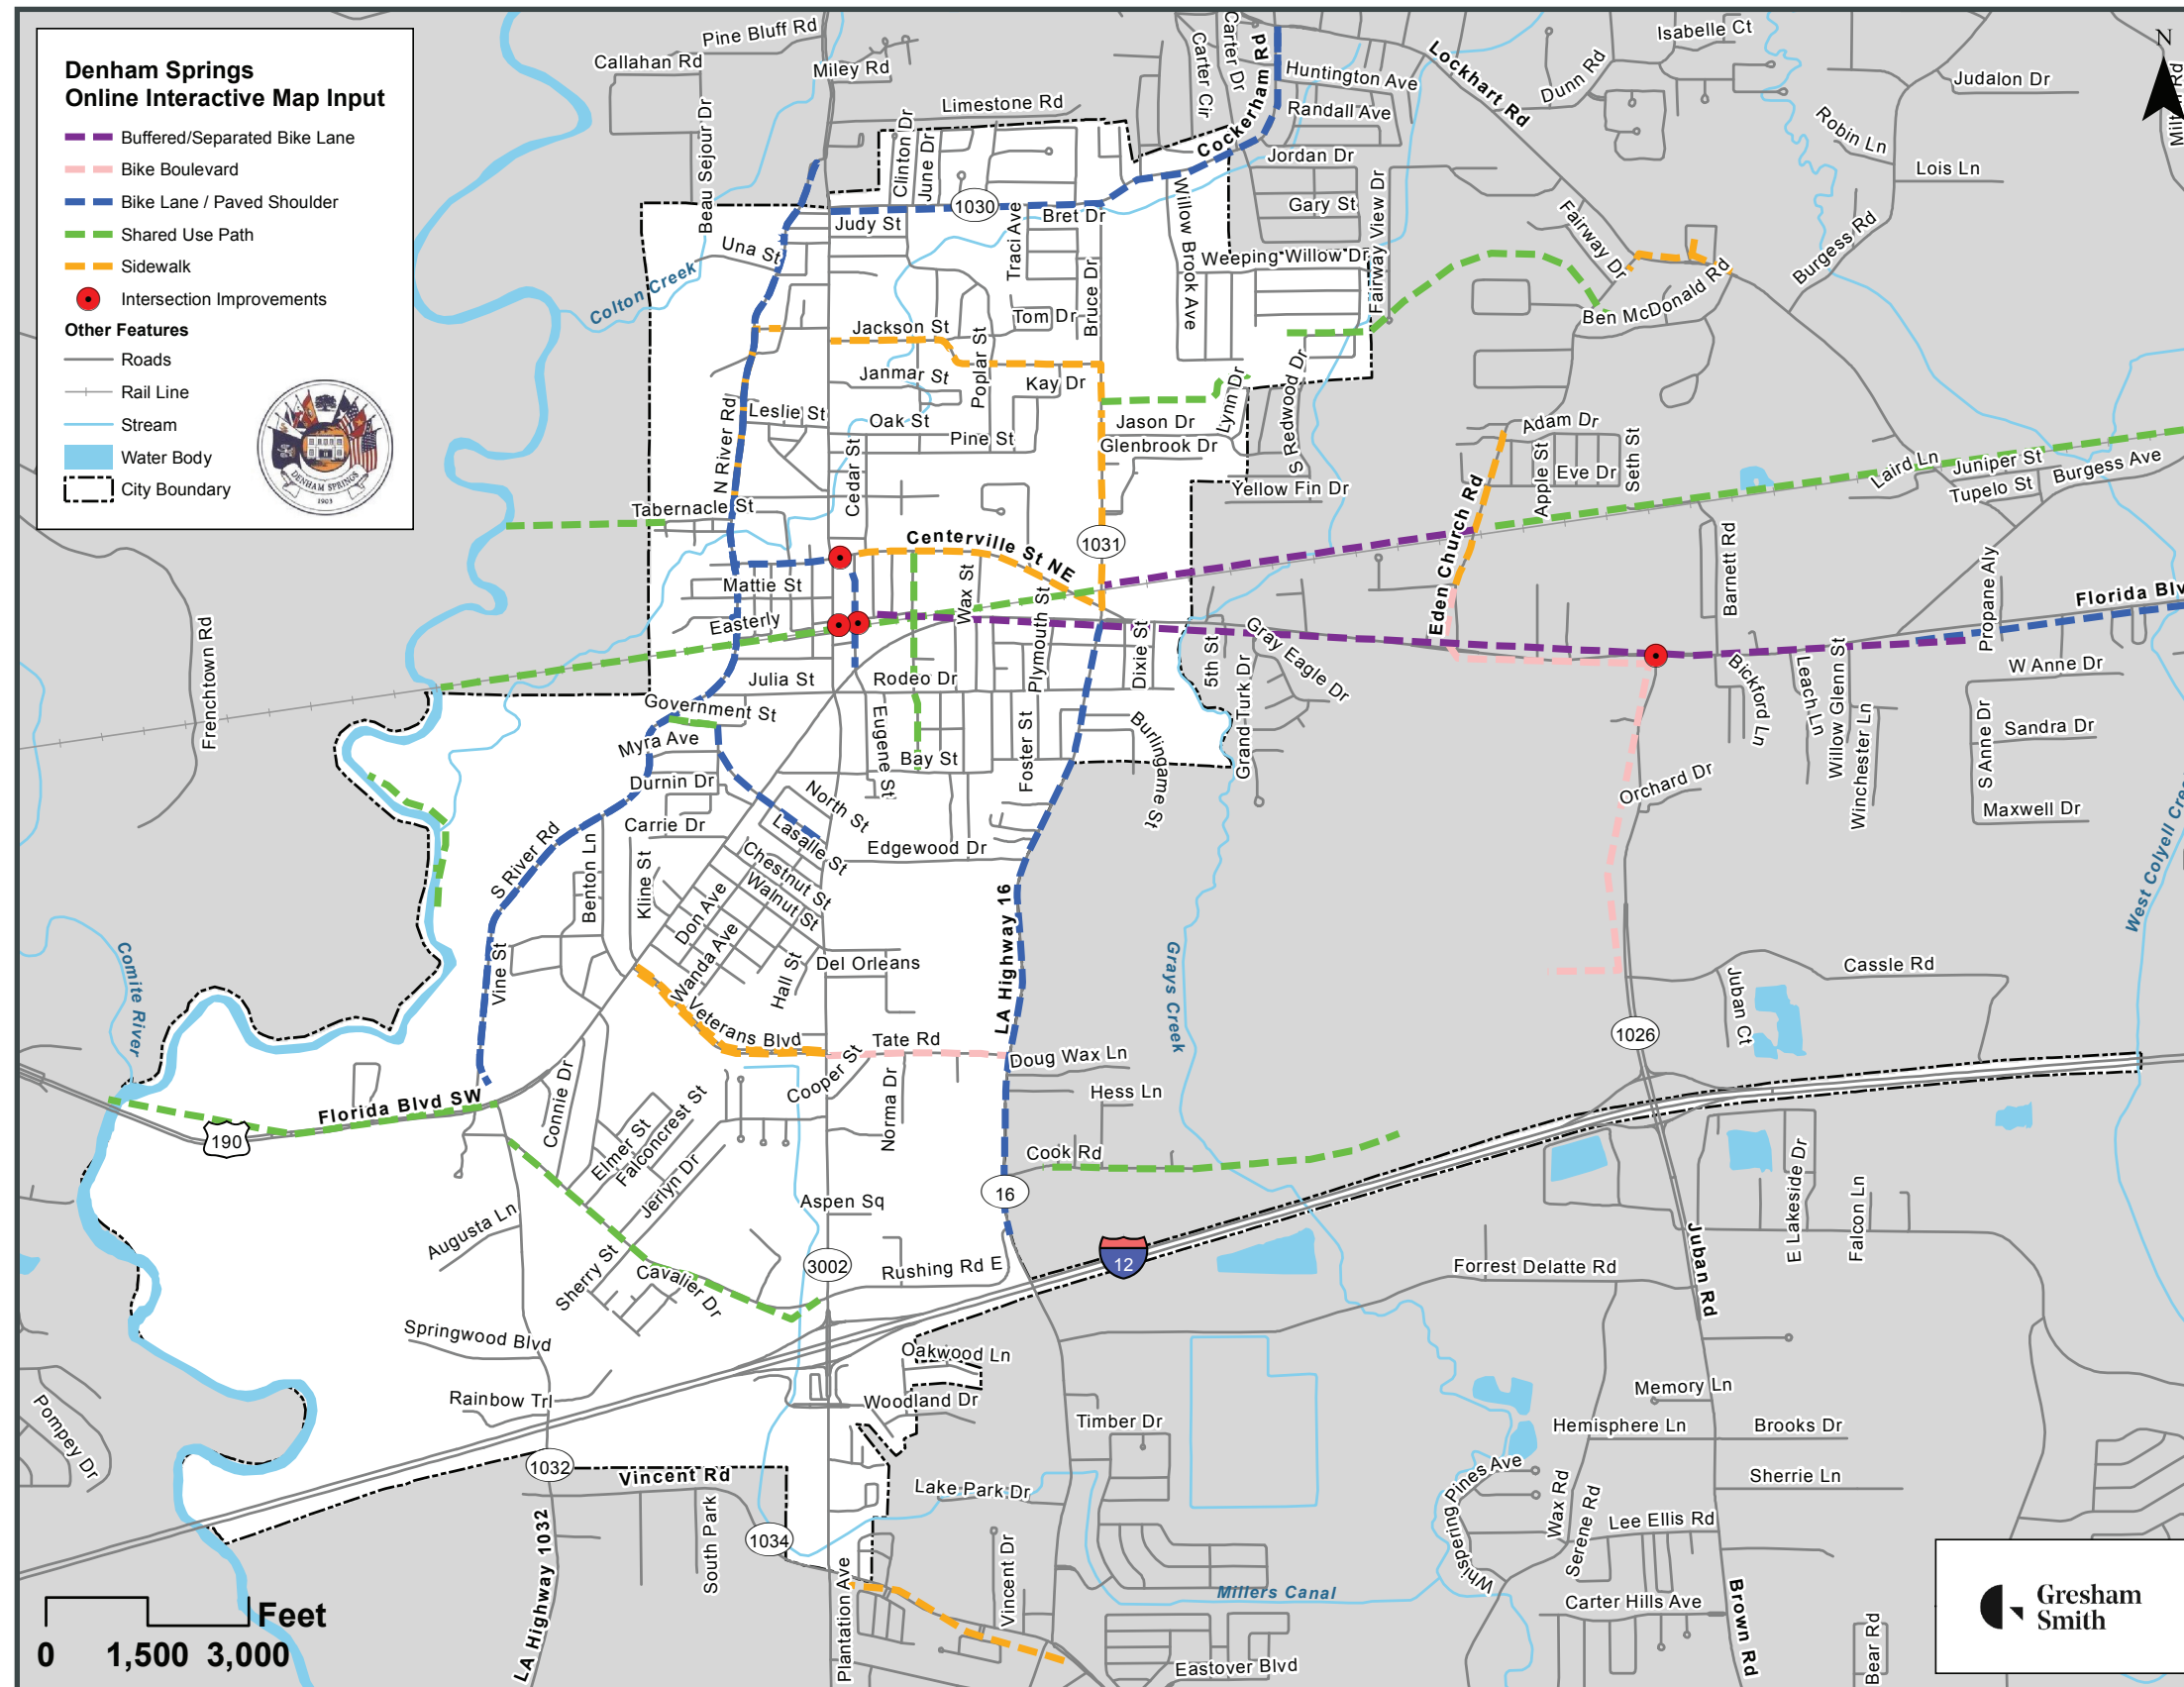 Denham Springs
Online Interactive Map Input
Buffered/Separated Bike Lane
Bike Boulevard
Bike Lane / Paved Shoulder
Shared Use Path
Sidewalk
Intersection Improvements
Other Features
Roads
Rail Line
Stream
Water Body
City Boundary
DENHAM SPRINGS
1903
Pine Bluff Rd
Callahan Rd
Miley Rd
Beau Sejour Dr
Limestone Rd
Clinton Dr
June Dr
Carter Cir
Carter Dr
Cockerham Rd
Huntington Ave
Randall Ave
Jordan Dr
Gary St
Lockhart Rd
Dunn Rd
Isabelle Ct
Judalon Dr
Robin Ln
Lois Ln
Burgess Rd
N
1030
Judy St
Bret Dr
Traci Ave
Una St
Colton Creek
Willow Brook Ave
Weeping Willow Dr
Fairway View Dr
Fairway Dr
Ben McDonald Rd
Bruce Dr
Tom Dr
Jackson St
Poplar St
Janmar St
Kay Dr
Leslie St
Oak St
Pine St
Cedar St
N River Rd
Jason Dr
Glenbrook Dr
Lynn Dr
S Redwood Dr
Yellow Fin Dr
Adam Dr
Apple St
Eve Dr
Seth St
Laird Ln
Juniper St
Tupelo St
Burgess Ave
Tabernacle St
Centerville St NE
1031
Eden Church Rd
Barnett Rd
Propane Aly
Florida Blv
Mattie St
Easterly
Wax St
Plymouth St
Dixie St
5th St
Gray Eagle Dr
Grand Turk Dr
Frenchtown Rd
Julia St
Rodeo Dr
Government St
Myra Ave
Eugene St
Bay St
Foster St
Burlingame St
Durnin Dr
Bickford Ln
Leach Ln
Willow Glenn St
Winchester Ln
W Anne Dr
S Anne Dr
Sandra Dr
Maxwell Dr
Orchard Dr
North St
Carrie Dr
Lasalle St
Edgewood Dr
S River Rd
Benton Ln
Kline St
Chestnut St
Walnut St
Don Ave
Wanda Ave
Hall St
Del Orleans
LA Highway 16
Grays Creek
West Colyell Cre
Comite River
Vine St
Veterans Blvd
Tate Rd
Cooper St
Norma Dr
Doug Wax Ln
Hess Ln
Cassle Rd
Juban Ct
1026
Florida Blvd SW
190
Connie Dr
Elmer St
Falconcrest St
Jerlyn Dr
Cook Rd
16
Aspen Sq
Augusta Ln
Sherry St
Cavalier Dr
3002
Rushing Rd E
12
E Lakeside Dr
Falcon Ln
Juban Rd
Forrest Delatte Rd
Springwood Blvd
Rainbow Trl
Oakwood Ln
Woodland Dr
Timber Dr
Memory Ln
Hemisphere Ln
Brooks Dr
Sherrie Ln
Pompey Dr
1032
Vincent Rd
Lake Park Dr
Whispering Pines Ave
Wax Rd
Serene Rd
Lee Ellis Rd
LA Highway 1032
South Park
1034
Plantation Ave
Vincent Dr
Millers Canal
Carter Hills Ave
Brown Rd
Bear Rd
Eastover Blvd
Feet
0 1,500 3,000
Gresham
Smith